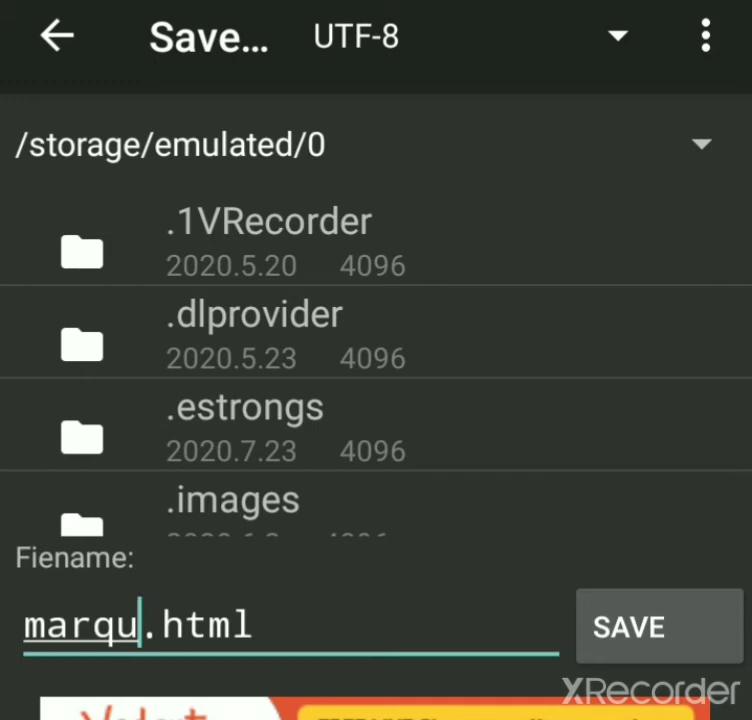 Save... UTF-8
/storage/emulated/0
.1VRecorder
2020.5.20 4096
.dlprovider
2020.5.23 4096
.estrongs
2020.7.23 4096
.images
Fiename:
marqu.html
SAVE
XRecorder